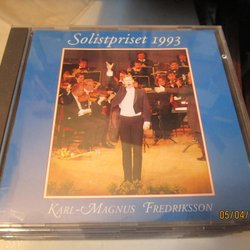 Solistpriset 1993
Karl-Magnus Fredriksson
05/04/